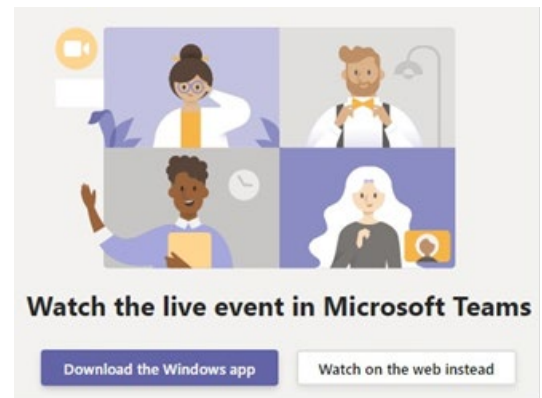 Watch the live event in Microsoft Teams
Download the Windows app
Watch on the web instead